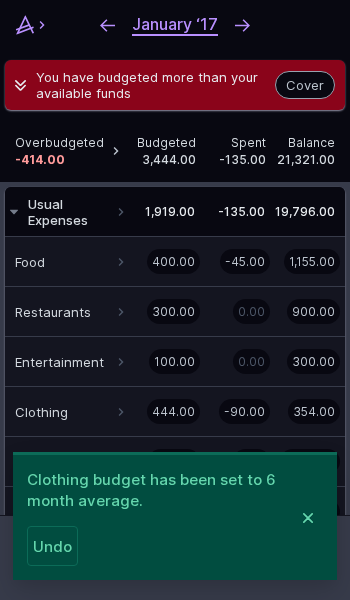 January ‘17
You have budgeted more than your
available funds
Cover
Overbudgeted Budgeted Spent Balance
-414.00 3,444.00 -135.00 21,321.00
Usual
Expenses 1,919.00 -135.00 19,796.00
Food 400.00 -45.00 1,155.00
Restaurants 300.00 0.00 900.00
Entertainment 100.00 0.00 300.00
Clothing 444.00 -90.00 354.00
Clothing budget has been set to 6
month average.
Undo